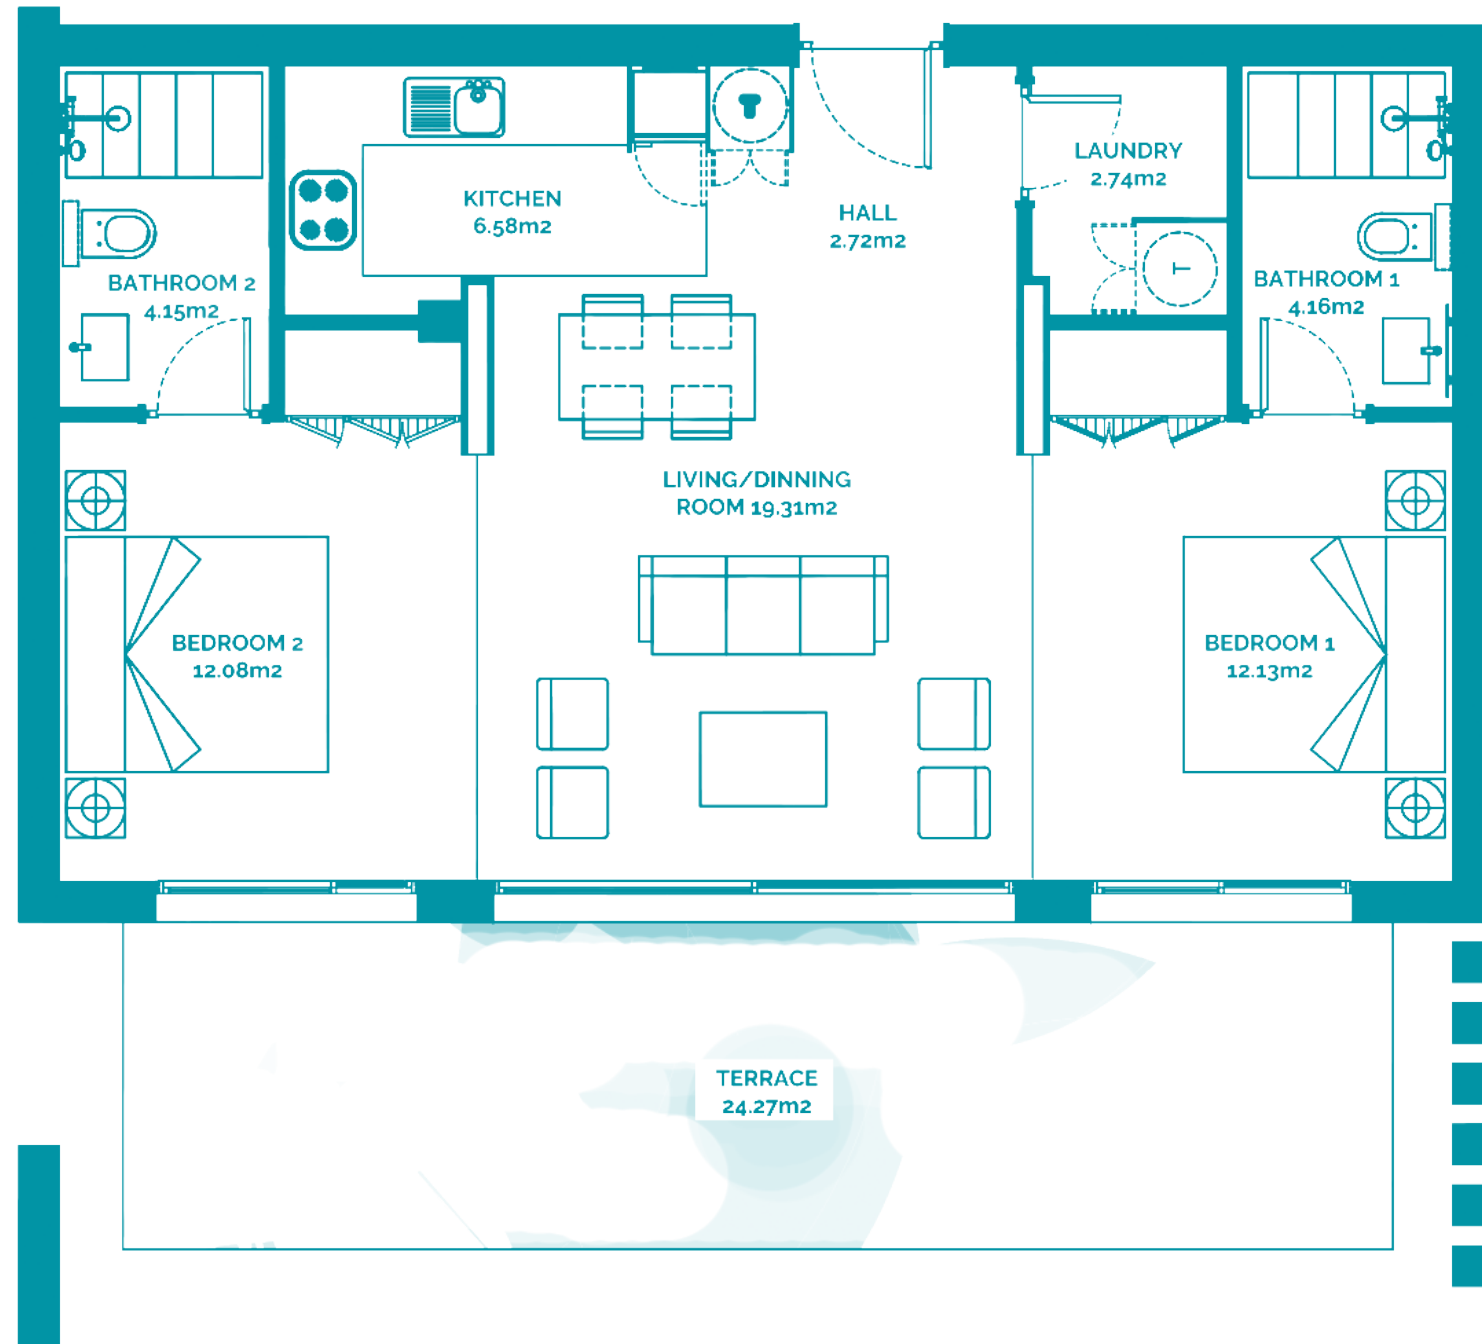 KITCHEN
6.58m2
LAUNDRY
2.74m2
HALL
2.72m2
BATHROOM 2
4.15m2
T
BATHROOM 1
4.16m2
LIVING/DINNING
ROOM 19.31m2
BEDROOM 2
12.08m2
BEDROOM 1
12.13m2
TERRACE
24.27m2